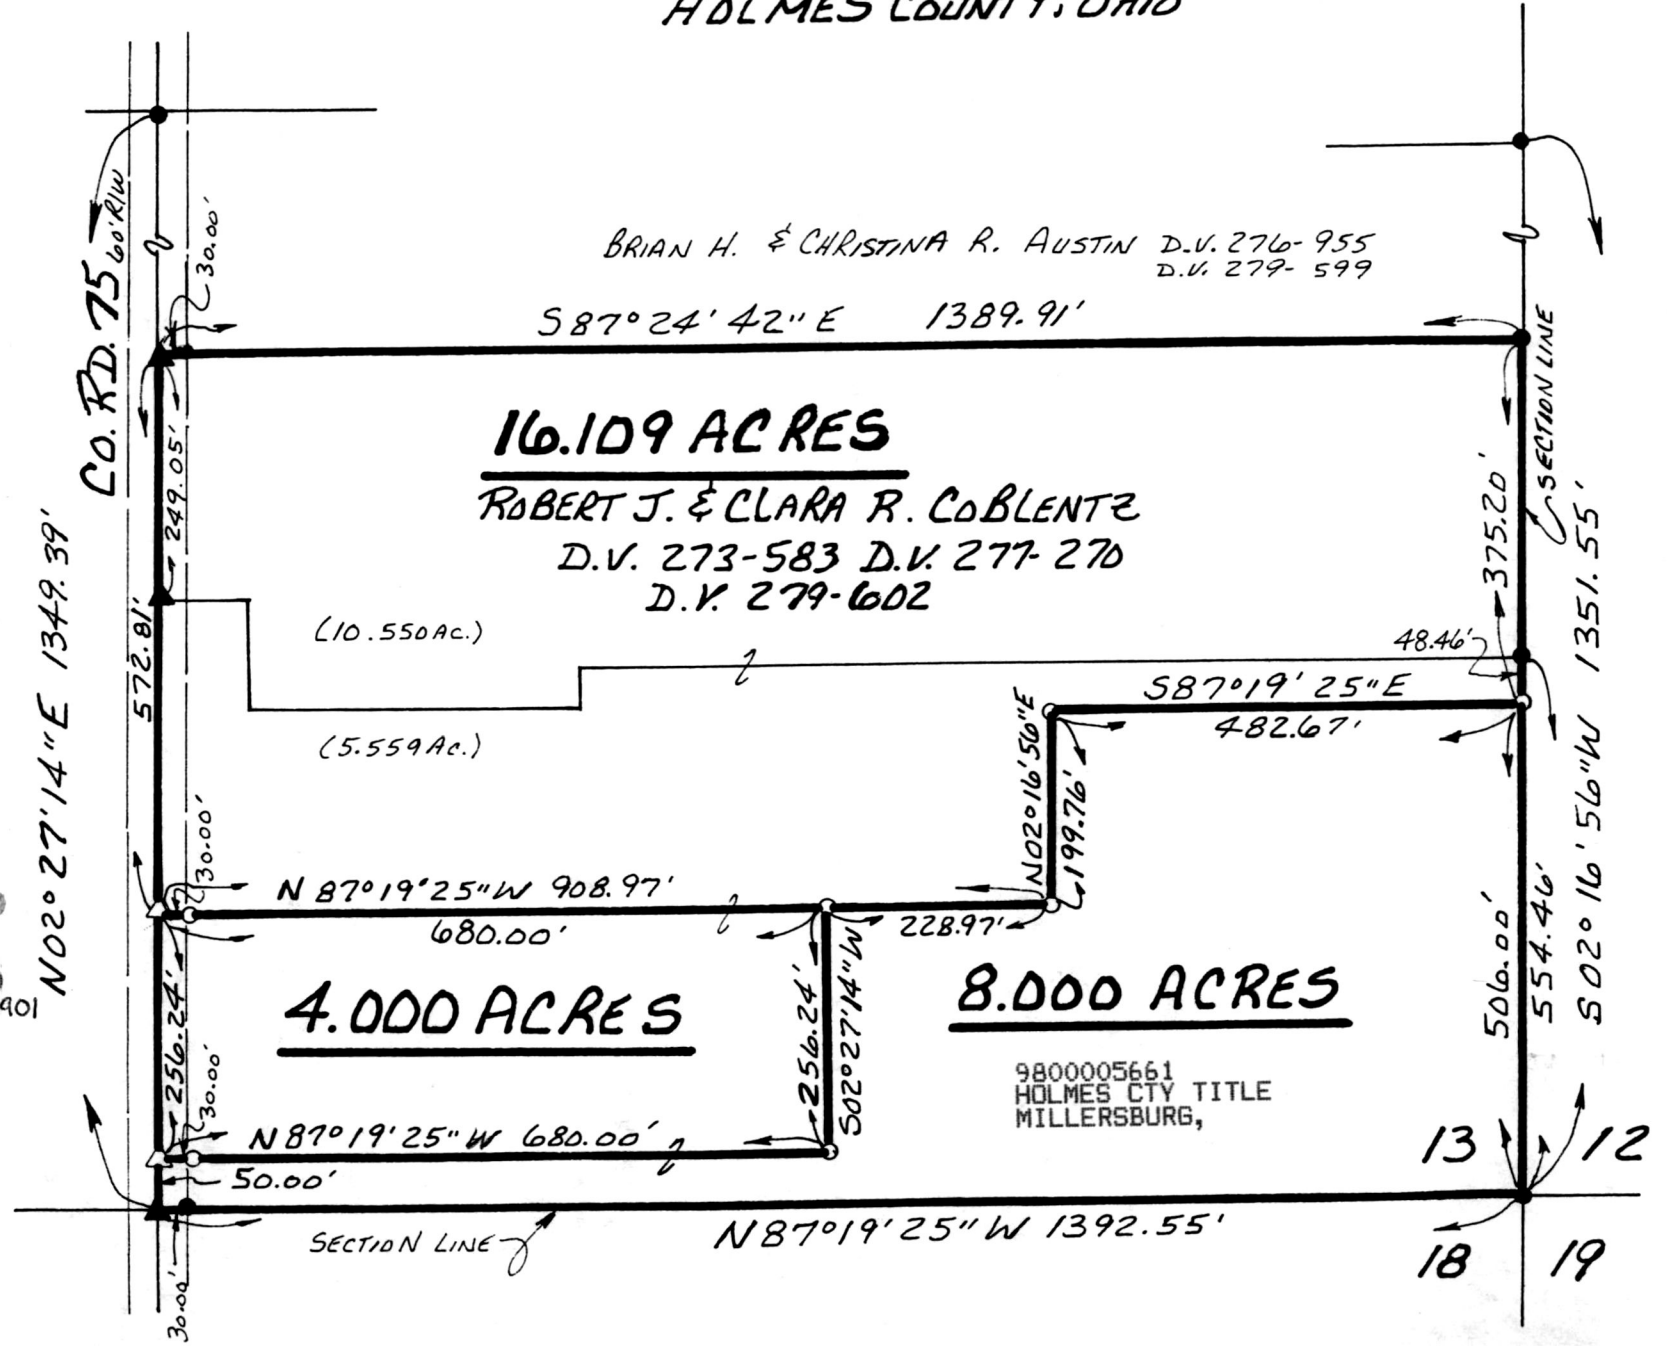 HOLMES COUNTY, OHIO
BRIAN H. & CHRISTINA R. AUSTIN D.V. 276-955
D.V. 279-599
CO. RD. 75 60' R/W
30.00'
S87°24'42"E 1389.91'
SECTION LINE
16.109 ACRES
ROBERT J. & CLARA R. COBLENTZ
D.V. 273-583 D.V. 277-270
D.V. 279-602
249.05'
572.81'
N02°27'14"E 1349.39'
375.20'
S02°16'56"W 1351.55'
(10.550 AC.)
48.46'
S87°19'25"E
482.67'
(5.559 AC.)
N02°16'56"E
199.76'
30.00'
N87°19'25"W 908.97'
680.00'
228.97'
4.000 ACRES
8.000 ACRES
256.24'
256.24'
S02°27'14"W
506.00'
554.46'
901
9800005661
HOLMES CTY TITLE
MILLERSBURG,
30.00'
N87°19'25"W 680.00'
50.00'
13 12
SECTION LINE
N87°19'25"W 1392.55'
18 19
30.00'